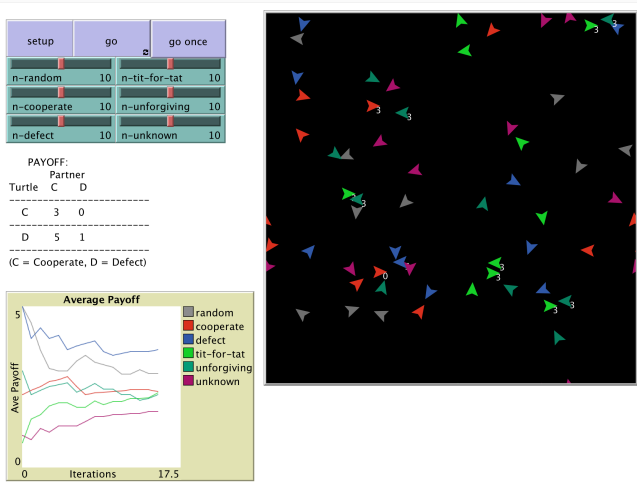 setup go go once
n-random 10 n-tit-for-tat 10
n-cooperate 10 n-unforgiving 10
n-defect 10 n-unknown 10
PAYOFF:
Partner
Turtle C D
-------------------------
C 3 0
-------------------------
D 5 1
-------------------------
(C = Cooperate, D = Defect)
Average Payoff
5
Ave Payoff
0
0 Iterations 17.5
random
cooperate
defect
tit-for-tat
unforgiving
unknown
3
3
3
3
3
3
0
3
3
3